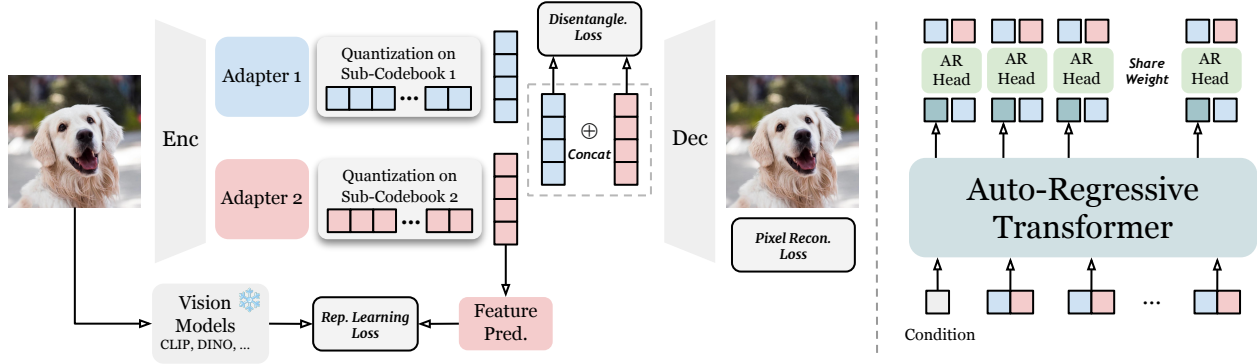 Enc
Adapter 1
Quantization on
Sub-Codebook 1
...
Adapter 2
Quantization on
Sub-Codebook 2
...
Disentangle.
Loss
⊕
Concat
Dec
Pixel Recon.
Loss
Vision
Models
CLIP, DINO, ...
Rep. Learning
Loss
Feature
Pred.
AR
Head
AR
Head
AR
Head
Share
Weight
AR
Head
Auto-Regressive
Transformer
...
Condition